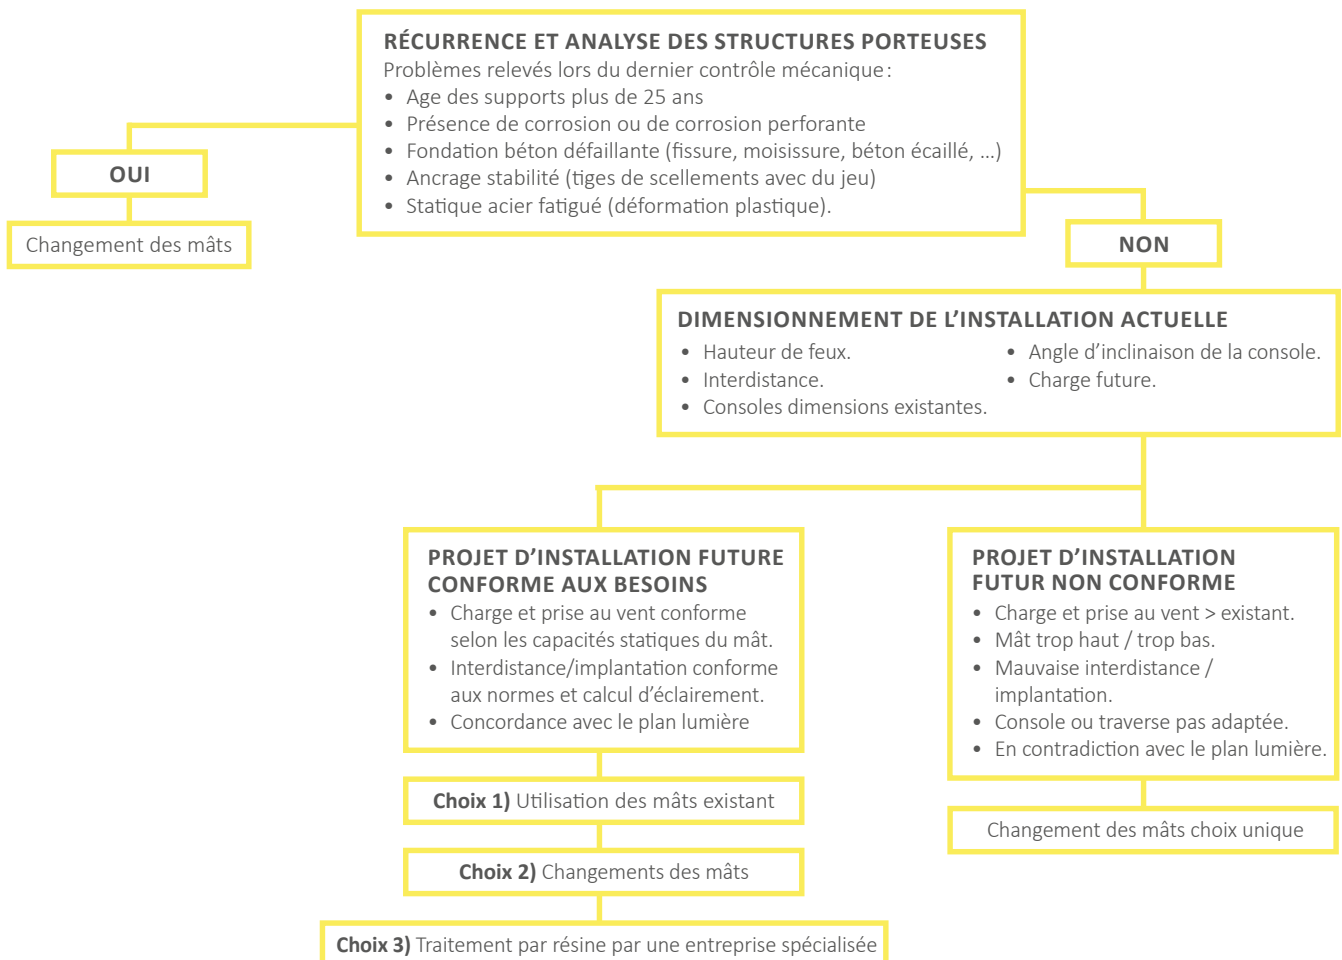 RÉCURRENCE ET ANALYSE DES STRUCTURES PORTEUSES
Problèmes relevés lors du dernier contrôle mécanique :
• Age des supports plus de 25 ans
• Présence de corrosion ou de corrosion perforante
• Fondation béton défaillante (fissure, moisissure, béton écaillé, ...)
• Ancrage stabilité (tiges de scellements avec du jeu)
• Statique acier fatigué (déformation plastique).
OUI
Changement des mâts
NON
DIMENSIONNEMENT DE L’INSTALLATION ACTUELLE
• Hauteur de feux.
• Interdistance.
• Consoles dimensions existantes.
• Angle d’inclinaison de la console.
• Charge future.
PROJET D’INSTALLATION FUTURE
CONFORME AUX BESOINS
• Charge et prise au vent conforme
selon les capacités statiques du mât.
• Interdistance/implantation conforme
aux normes et calcul d’éclairement.
• Concordance avec le plan lumière
Choix 1) Utilisation des mâts existant
Choix 2) Changements des mâts
Choix 3) Traitement par résine par une entreprise spécialisée
PROJET D’INSTALLATION
FUTUR NON CONFORME
• Charge et prise au vent > existant.
• Mât trop haut / trop bas.
• Mauvaise interdistance /
implantation.
• Console ou traverse pas adaptée.
• En contradiction avec le plan lumière.
Changement des mâts choix unique